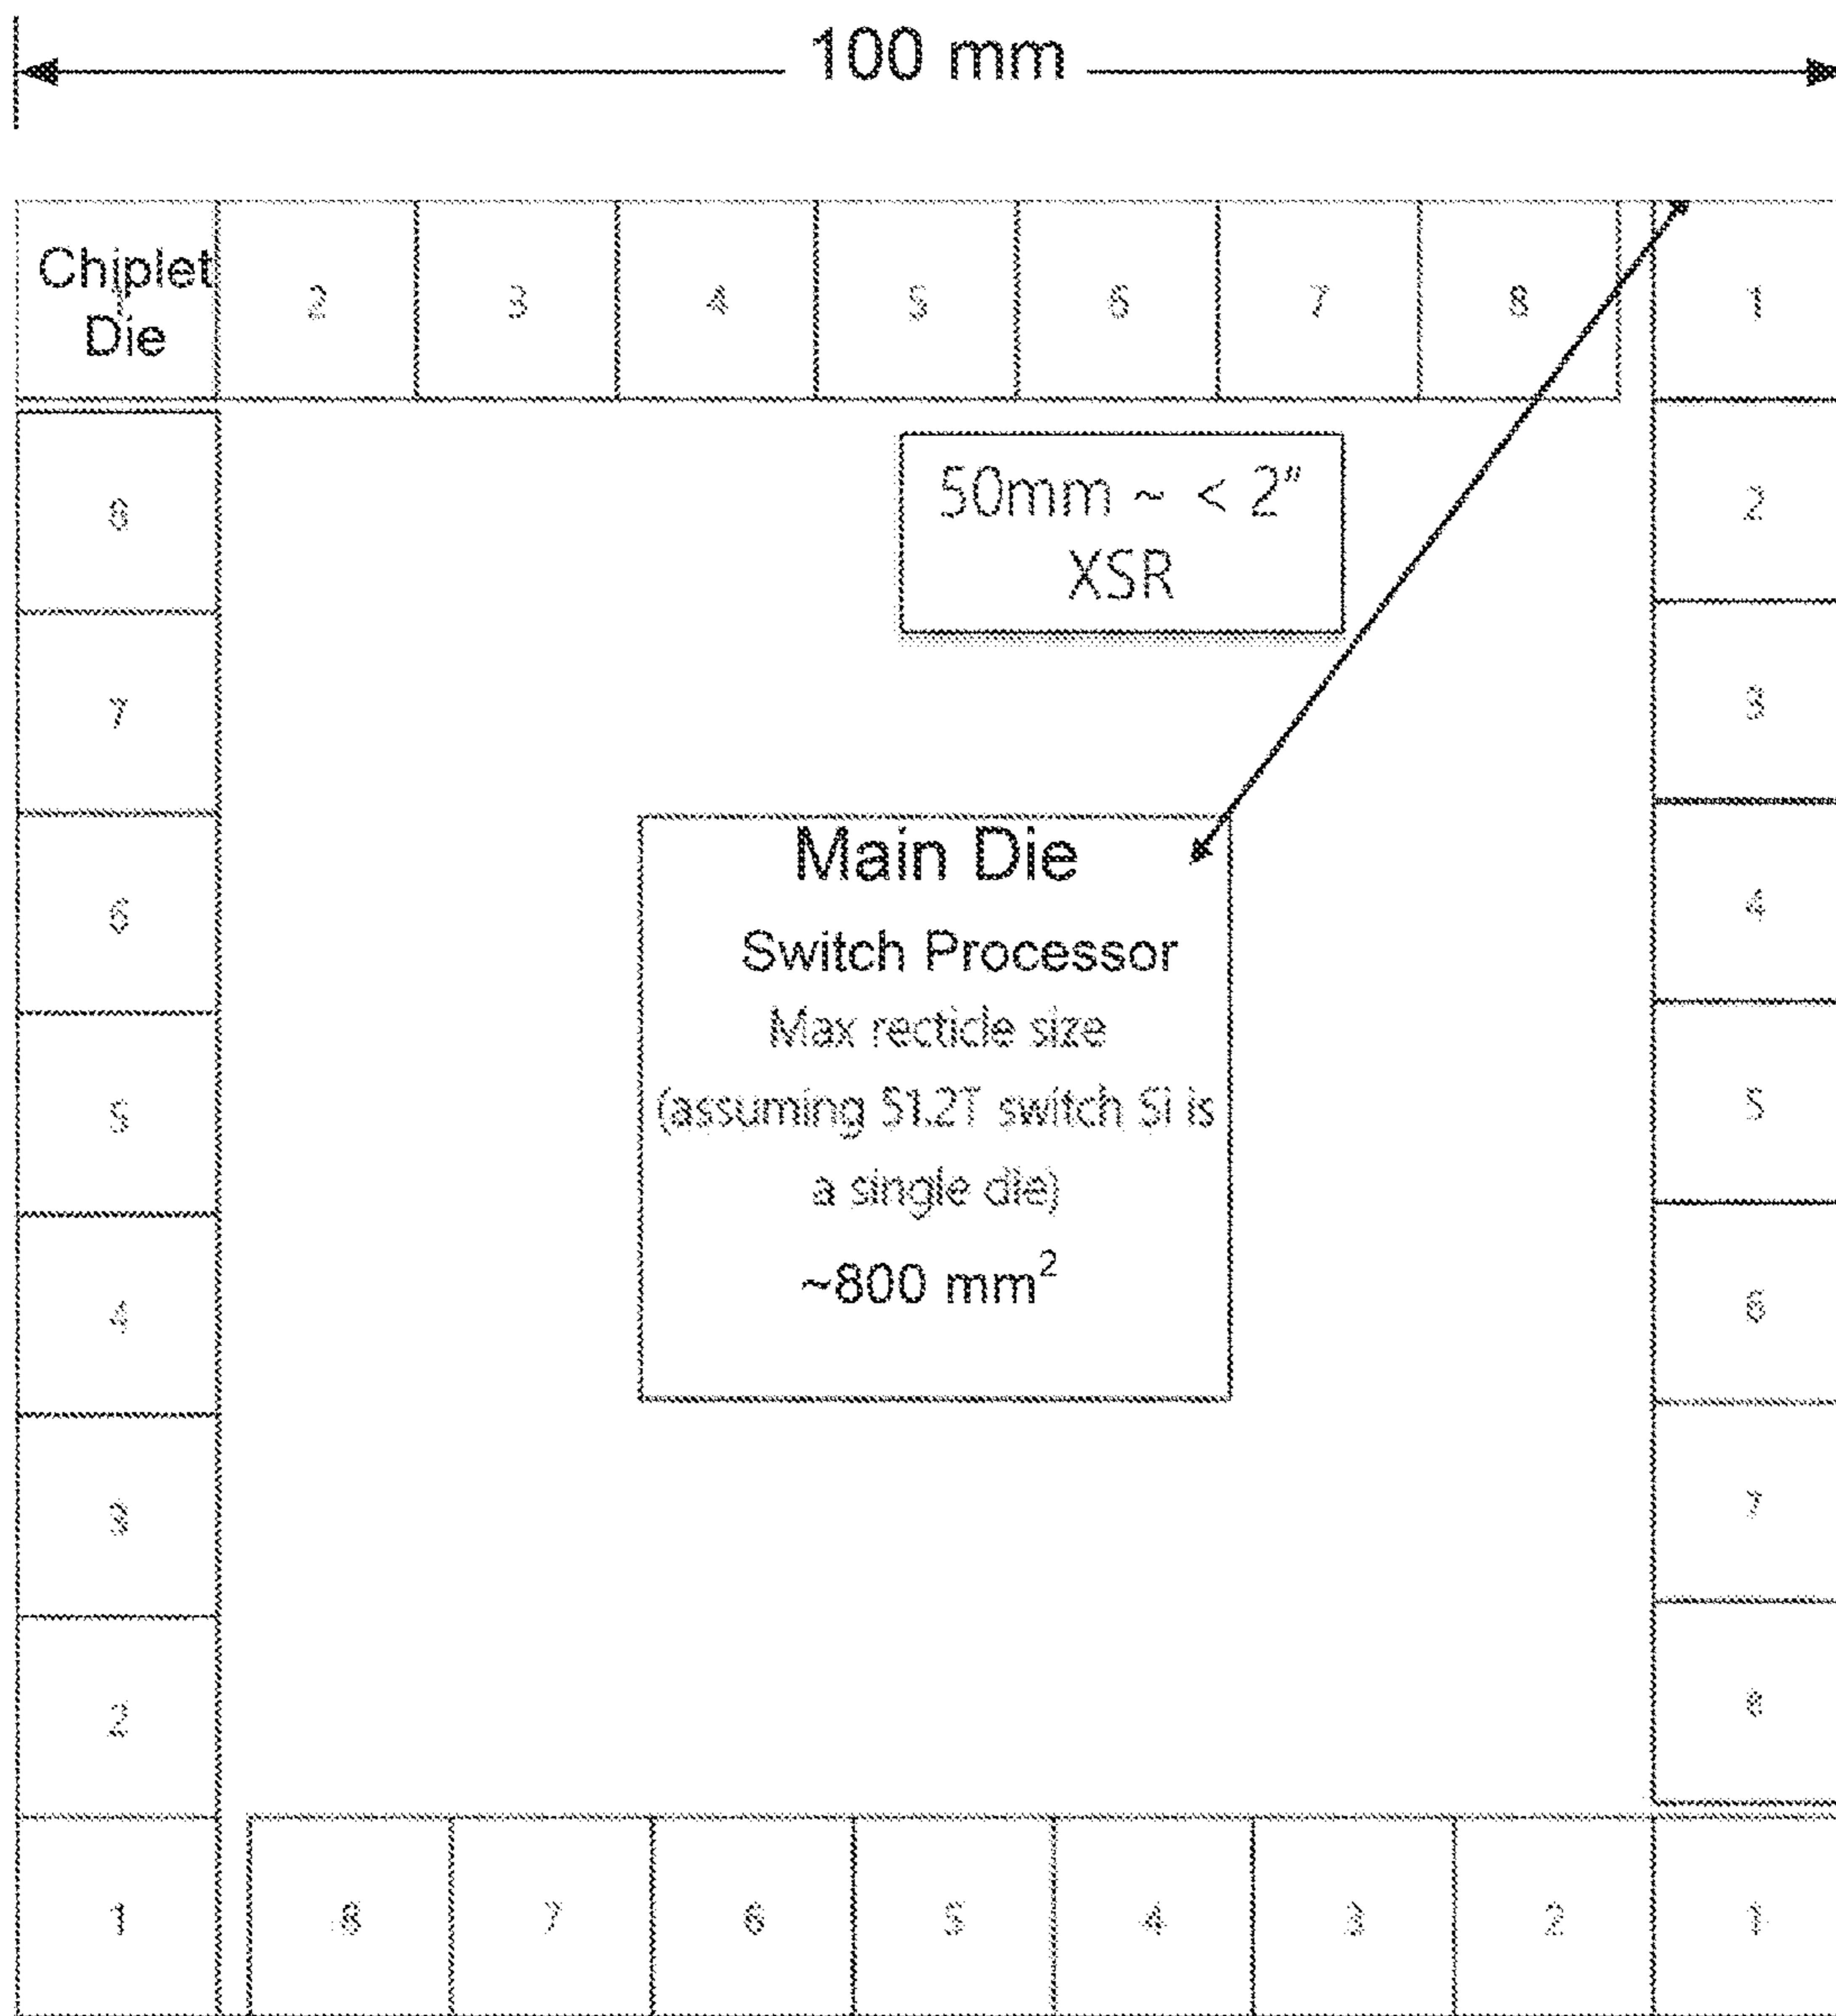 100 mm
Chiplet
1
Die
2
3
4
5
6
7
8
1
8
50mm ~ < 2"
XSR
2
7
3
6
Main Die
Switch Processor
Max recticle size
(assuming 51.2T switch Si is
a single die)
~800 mm²
4
5
5
4
6
3
7
2
8
1
8
7
6
5
4
3
2
1